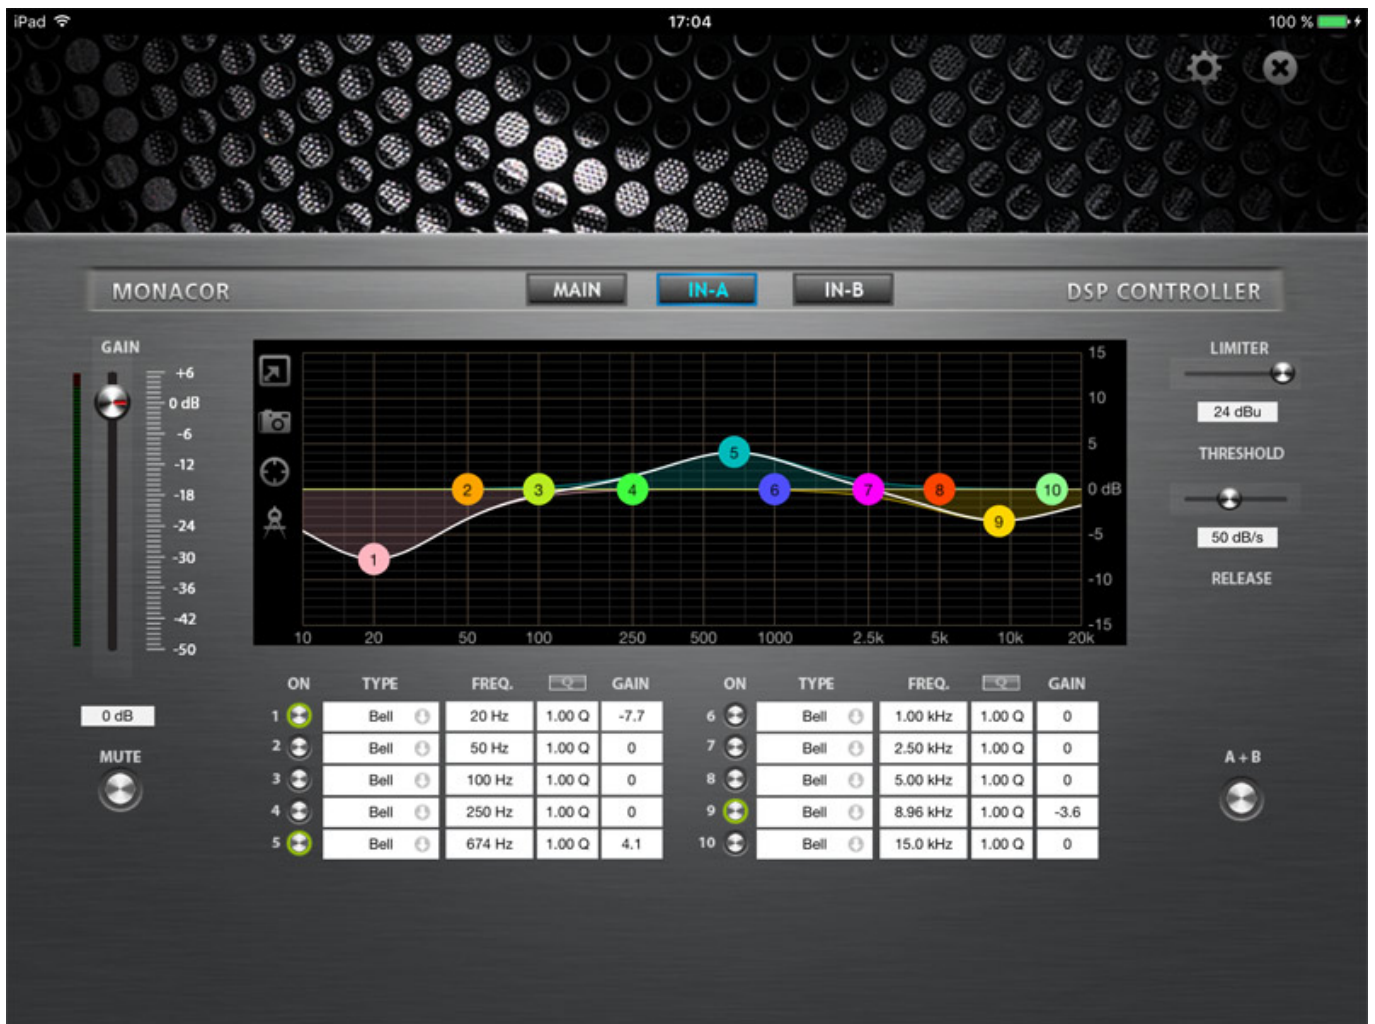 iPad 17:04 100 %
MONACOR MAIN IN-A IN-B DSP CONTROLLER
GAIN
+6
0 dB
-6
-12
-18
-24
-30
-36
-42
-50
0 dB
MUTE
15
10
5
0 dB
-5
-10
-15
1
2
3
4
5
6
7
8
9
10
10 20 50 100 250 500 1000 2.5k 5k 10k 20k
LIMITER
24 dBu
THRESHOLD
50 dB/s
RELEASE
ON TYPE FREQ. Q GAIN ON TYPE FREQ. Q GAIN
1 Bell 20 Hz 1.00 Q -7.7 6 Bell 1.00 kHz 1.00 Q 0
2 Bell 50 Hz 1.00 Q 0 7 Bell 2.50 kHz 1.00 Q 0
3 Bell 100 Hz 1.00 Q 0 8 Bell 5.00 kHz 1.00 Q 0
4 Bell 250 Hz 1.00 Q 0 9 Bell 8.96 kHz 1.00 Q -3.6
5 Bell 674 Hz 1.00 Q 4.1 10 Bell 15.0 kHz 1.00 Q 0
A + B